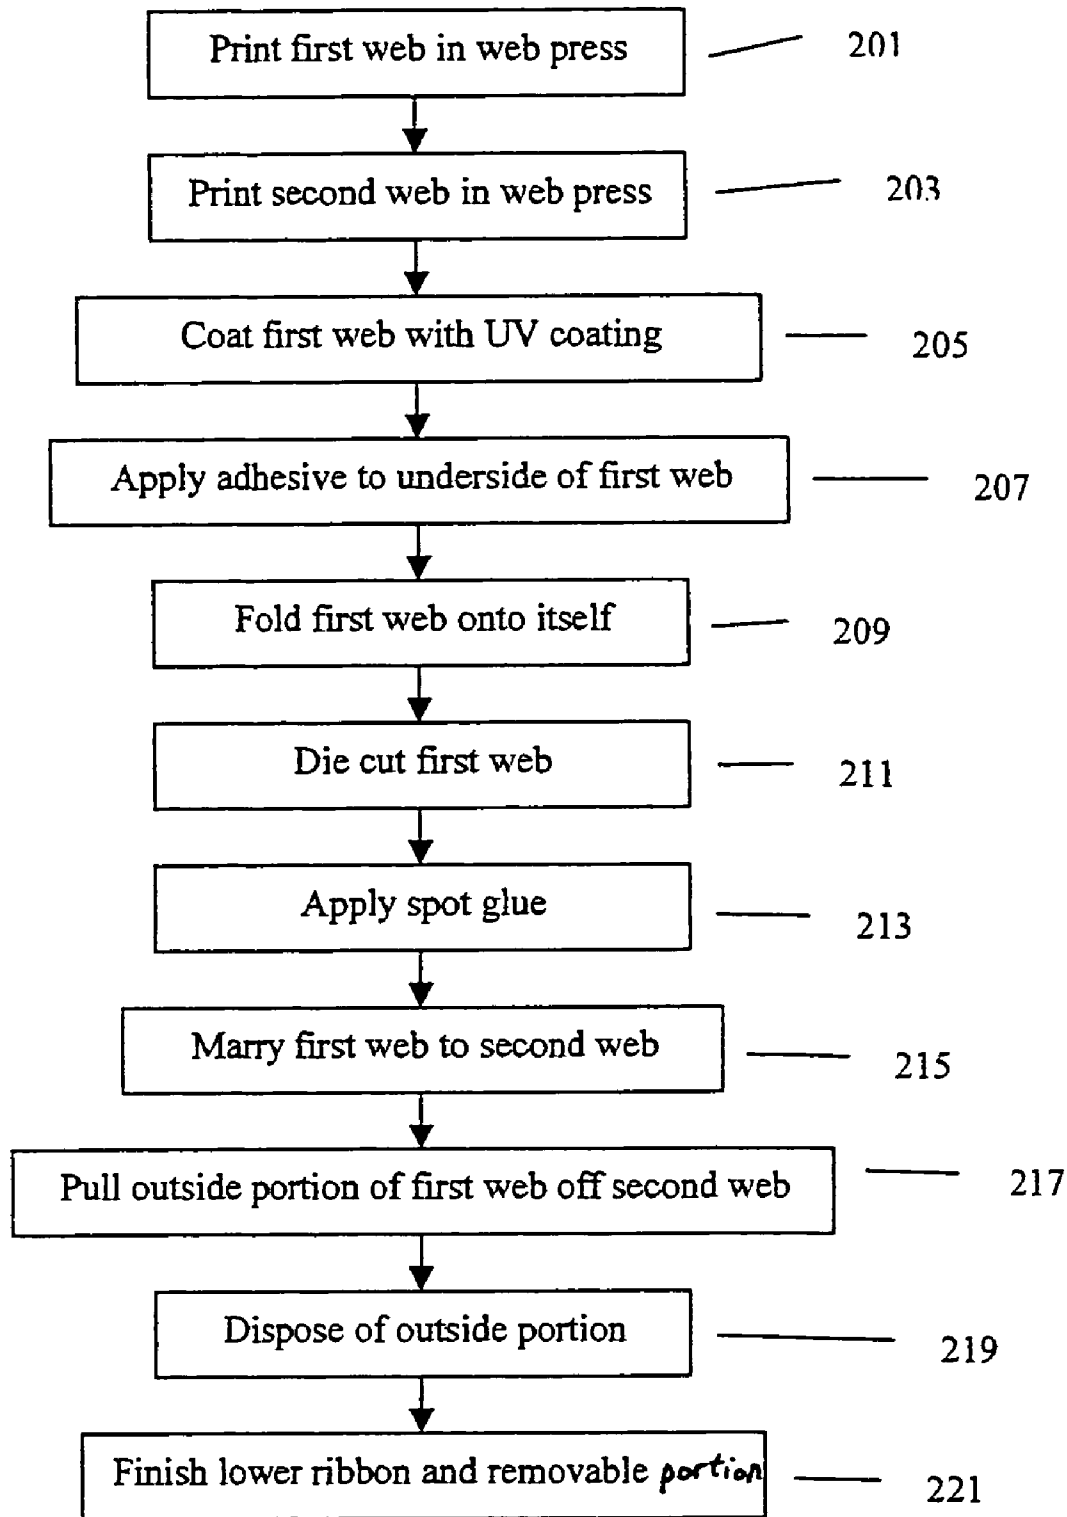 Print first web in web press
201
Print second web in web press
203
Coat first web with UV coating
205
Apply adhesive to underside of first web
207
Fold first web onto itself
209
Die cut first web
211
Apply spot glue
213
Marry first web to second web
215
Pull outside portion of first web off second web
217
Dispose of outside portion
219
Finish lower ribbon and removable portion
221